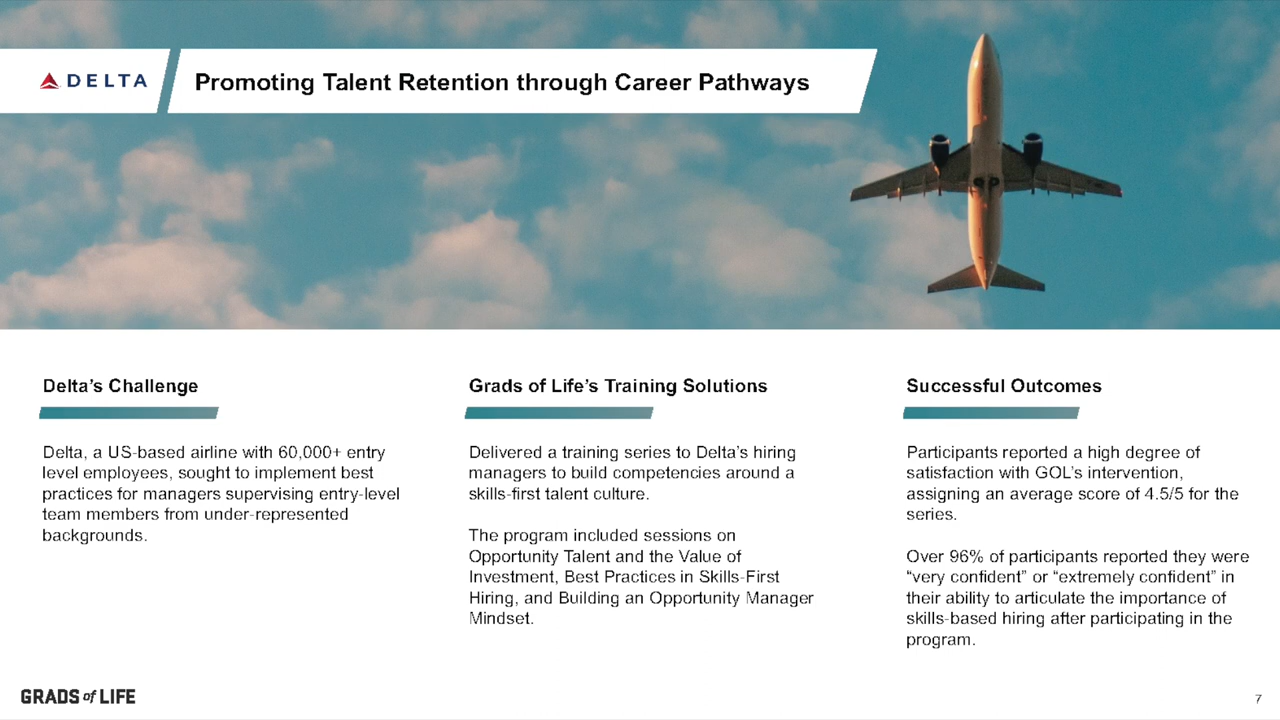 DELTA
Promoting Talent Retention through Career Pathways
Delta’s Challenge
Delta, a US-based airline with 60,000+ entry
level employees, sought to implement best
practices for managers supervising entry-level
team members from under-represented
backgrounds.
Grads of Life’s Training Solutions
Delivered a training series to Delta’s hiring
managers to build competencies around a
skills-first talent culture.
The program included sessions on
Opportunity Talent and the Value of
Investment, Best Practices in Skills-First
Hiring, and Building an Opportunity Manager
Mindset.
Successful Outcomes
Participants reported a high degree of
satisfaction with GOL’s intervention,
assigning an average score of 4.5/5 for the
series.
Over 96% of participants reported they were
“very confident” or “extremely confident” in
their ability to articulate the importance of
skills-based hiring after participating in the
program.
GRADS of LIFE
7